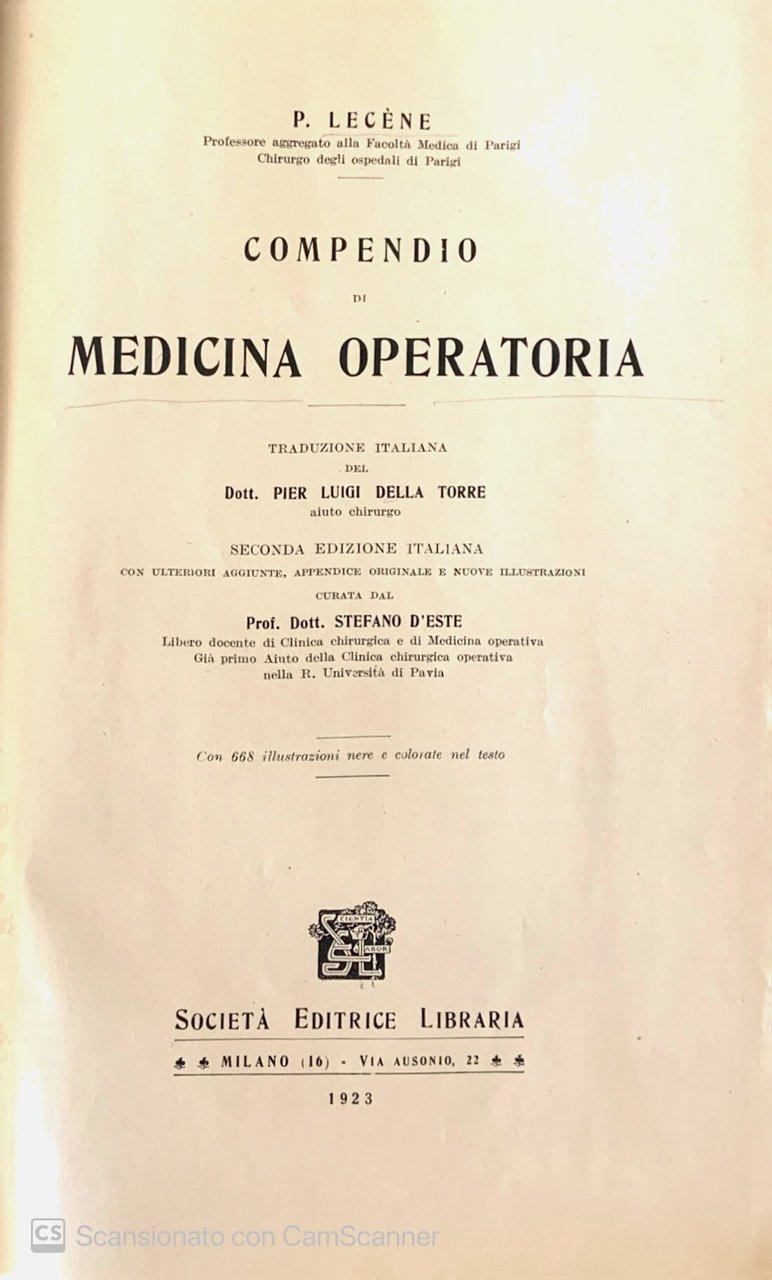 P. LECÈNE
Professore aggregato alla Facoltà Medica di Parigi
Chirurgo degli ospedali di Parigi
COMPENDIO
DI
MEDICINA OPERATORIA
TRADUZIONE ITALIANA
DEL
Dott. PIER LUIGI DELLA TORRE
aiuto chirurgo
SECONDA EDIZIONE ITALIANA
CON ULTERIORI AGGIUNTE, APPENDICE ORIGINALE E NUOVE ILLUSTRAZIONI
CURATA DAL
Prof. Dott. STEFANO D'ESTE
Libero docente di Clinica chirurgica e di Medicina operativa
Già primo Aiuto della Clinica chirurgica operativa
nella R. Università di Pavia
Con 668 illustrazioni nere e colorate nel testo
SCIENTIA
LABOR
SEL
SOCIETÀ EDITRICE LIBRARIA
MILANO (16) - VIA AUSONIO, 22
1923
CS Scansionato con CamScanner